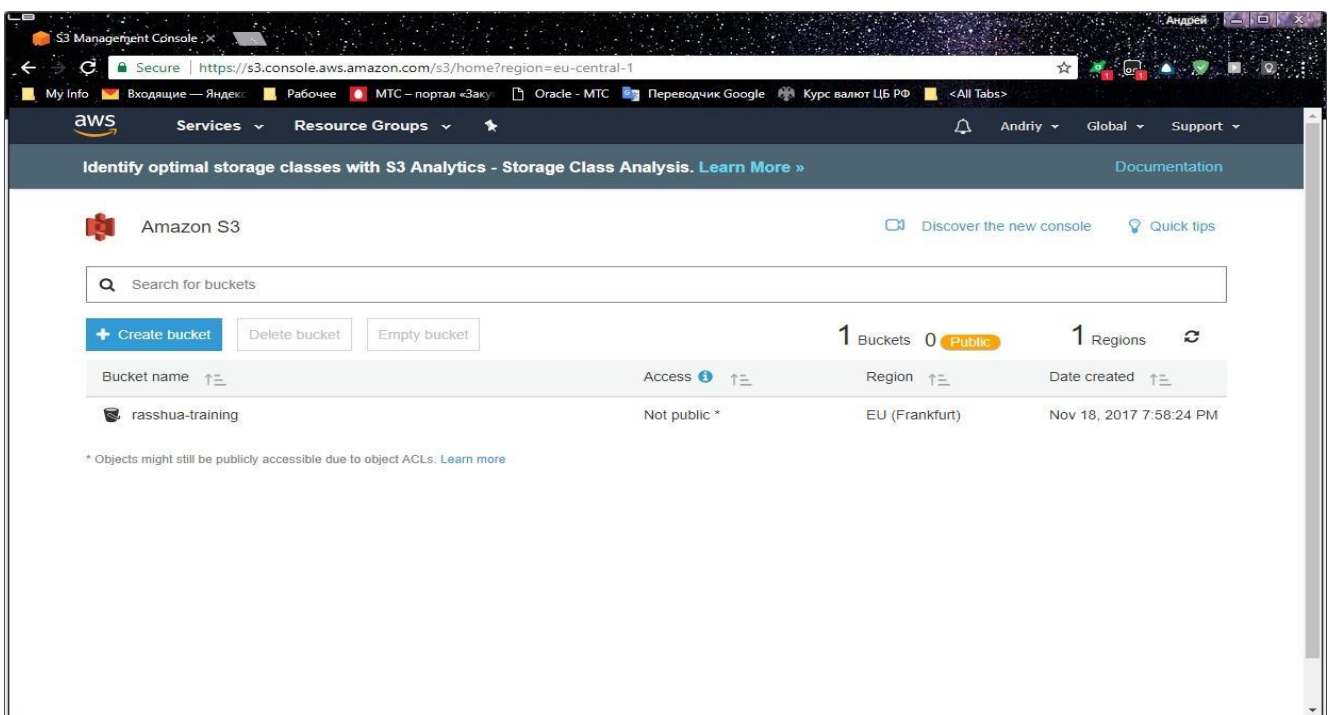 Андрей
S3 Management Console
Secure | https://s3.console.aws.amazon.com/s3/home?region=eu-central-1
My Info Входящие — Яндекс Рабочее МТС – портал «Заку Oracle - МТС Переводчик Google Курс валют ЦБ РФ <All Tabs>
aws Services Resource Groups Andriy Global Support
Identify optimal storage classes with S3 Analytics - Storage Class Analysis. Learn More » Documentation
Amazon S3 Discover the new console Quick tips
Search for buckets
+ Create bucket Delete bucket Empty bucket 1 Buckets 0 Public 1 Regions
Bucket name Access Region Date created
rasshua-training Not public * EU (Frankfurt) Nov 18, 2017 7:58:24 PM
* Objects might still be publicly accessible due to object ACLs. Learn more